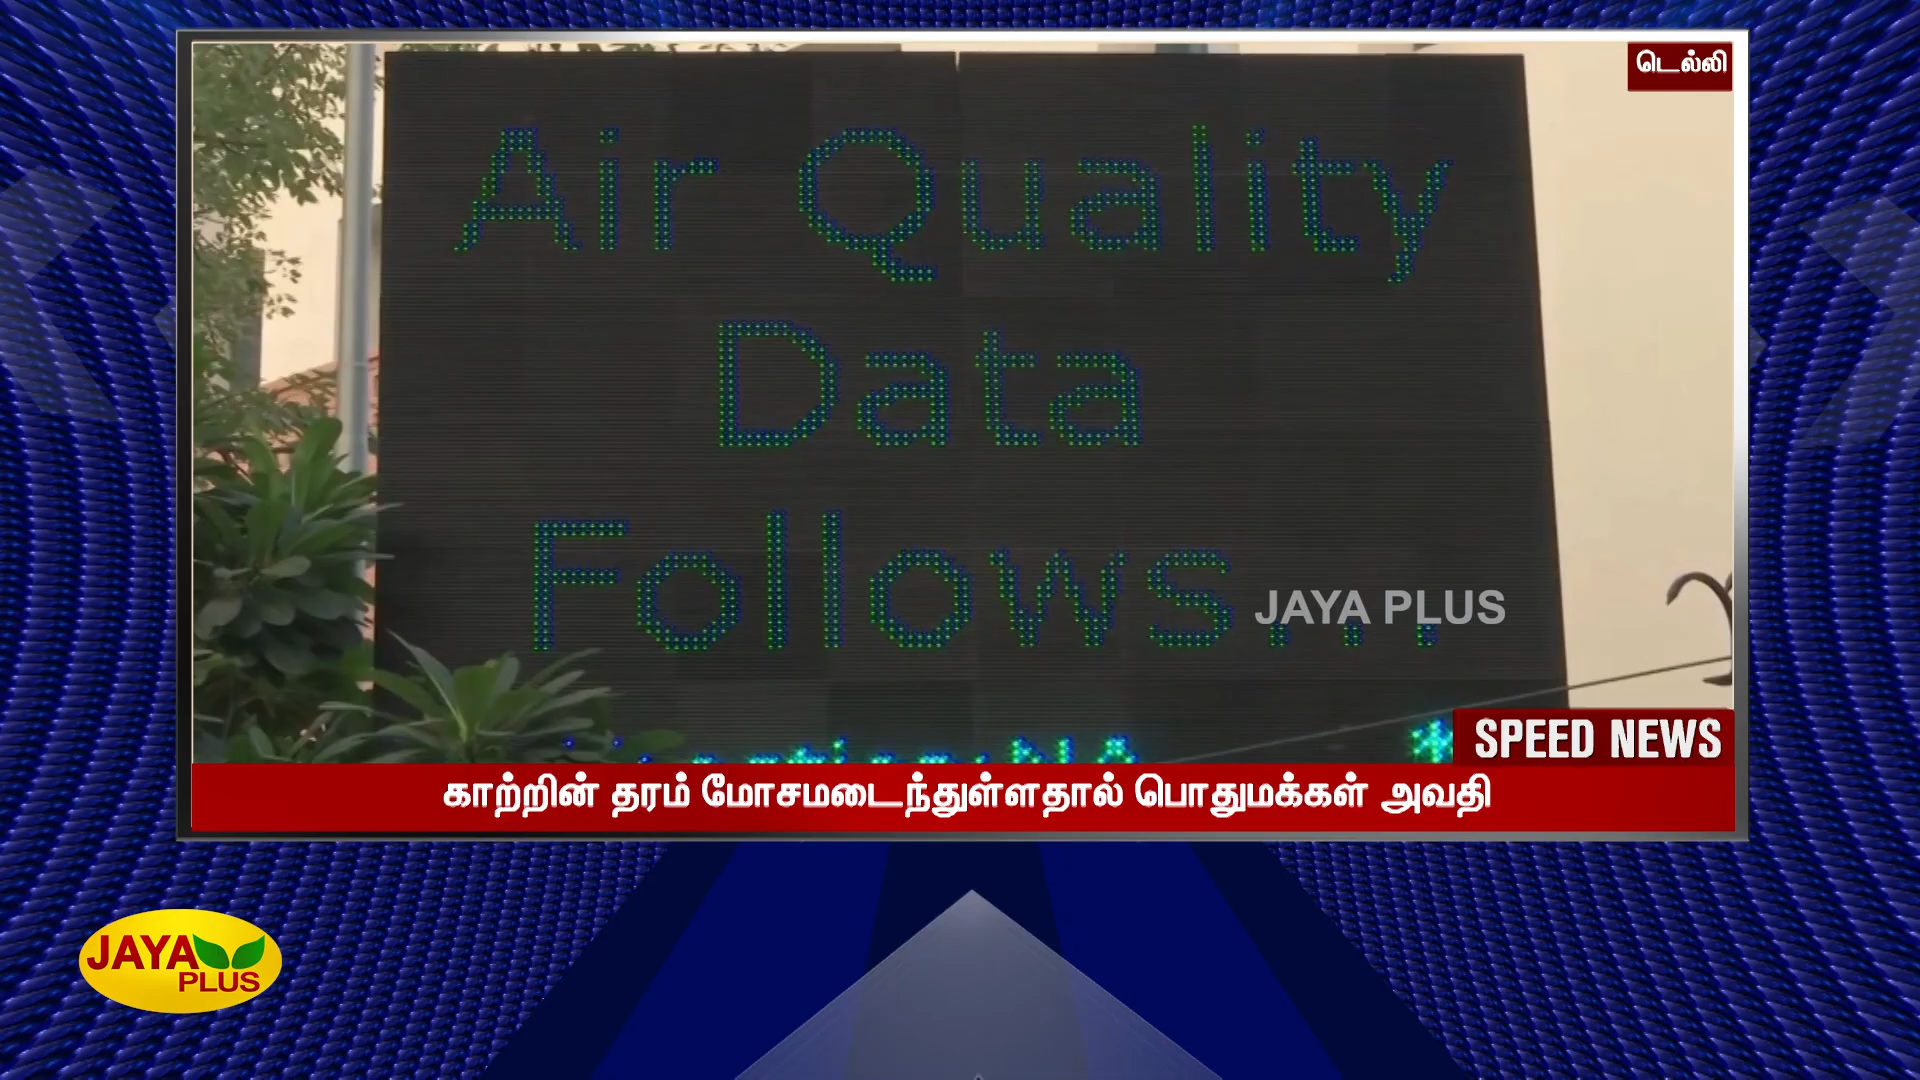 டெல்லி
Air Quality
Data
Follows...
JAYA PLUS
SPEED NEWS
காற்றின் தரம் மோசமடைந்துள்ளதால் பொதுமக்கள் அவதி
JAYA
PLUS